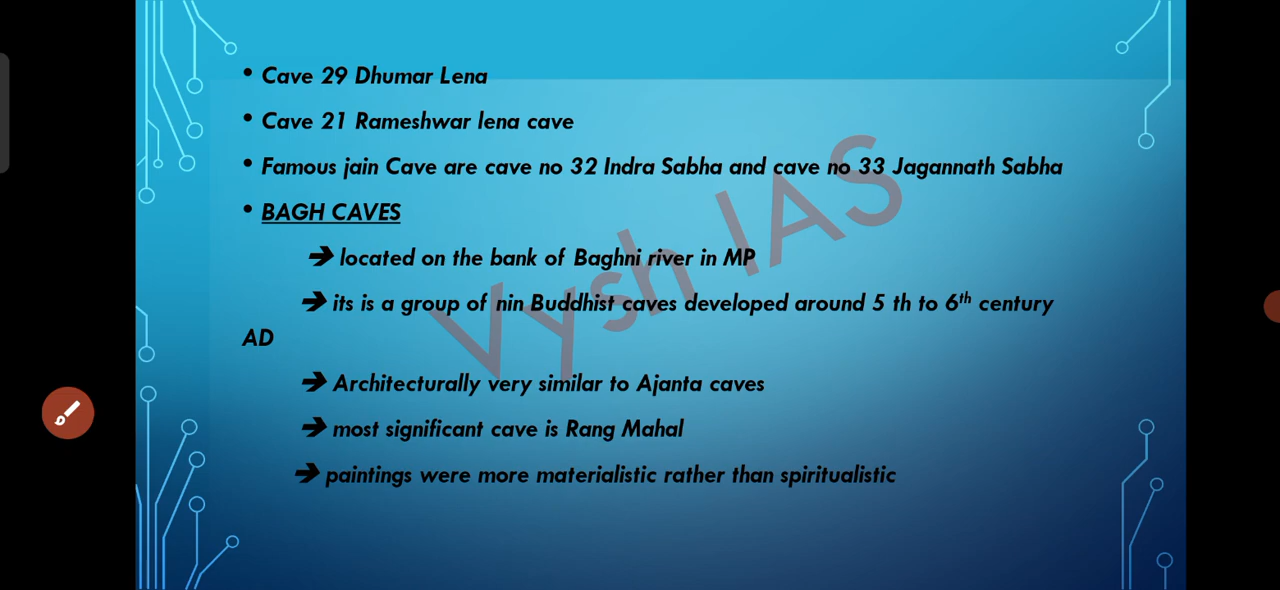 • Cave 29 Dhumar Lena
• Cave 21 Rameshwar lena cave
• Famous jain Cave are cave no 32 Indra Sabha and cave no 33 Jagannath Sabha
• BAGH CAVES
➔ located on the bank of Baghni river in MP
➔ its is a group of nin Buddhist caves developed around 5 th to 6th century
AD
➔ Architecturally very similar to Ajanta caves
➔ most significant cave is Rang Mahal
➔ paintings were more materialistic rather than spiritualistic
Vysh IAS